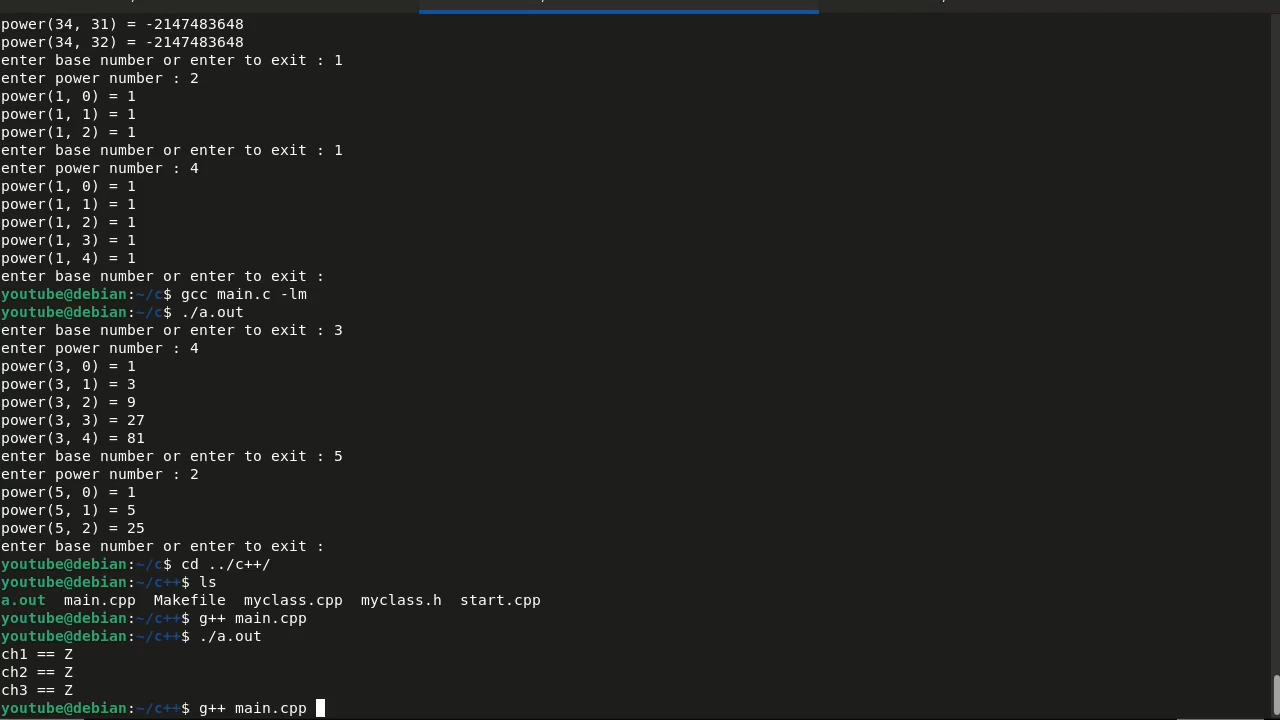 power(34, 31) = -2147483648
power(34, 32) = -2147483648
enter base number or enter to exit : 1
enter power number : 2
power(1, 0) = 1
power(1, 1) = 1
power(1, 2) = 1
enter base number or enter to exit : 1
enter power number : 4
power(1, 0) = 1
power(1, 1) = 1
power(1, 2) = 1
power(1, 3) = 1
power(1, 4) = 1
enter base number or enter to exit :
youtube@debian:~/c$ gcc main.c -lm
youtube@debian:~/c$ ./a.out
enter base number or enter to exit : 3
enter power number : 4
power(3, 0) = 1
power(3, 1) = 3
power(3, 2) = 9
power(3, 3) = 27
power(3, 4) = 81
enter base number or enter to exit : 5
enter power number : 2
power(5, 0) = 1
power(5, 1) = 5
power(5, 2) = 25
enter base number or enter to exit :
youtube@debian:~/c$ cd ../c++/
youtube@debian:~/c++$ ls
a.out  main.cpp  Makefile  myclass.cpp  myclass.h  start.cpp
youtube@debian:~/c++$ g++ main.cpp
youtube@debian:~/c++$ ./a.out
ch1 == Z
ch2 == Z
ch3 == Z
youtube@debian:~/c++$ g++ main.cpp